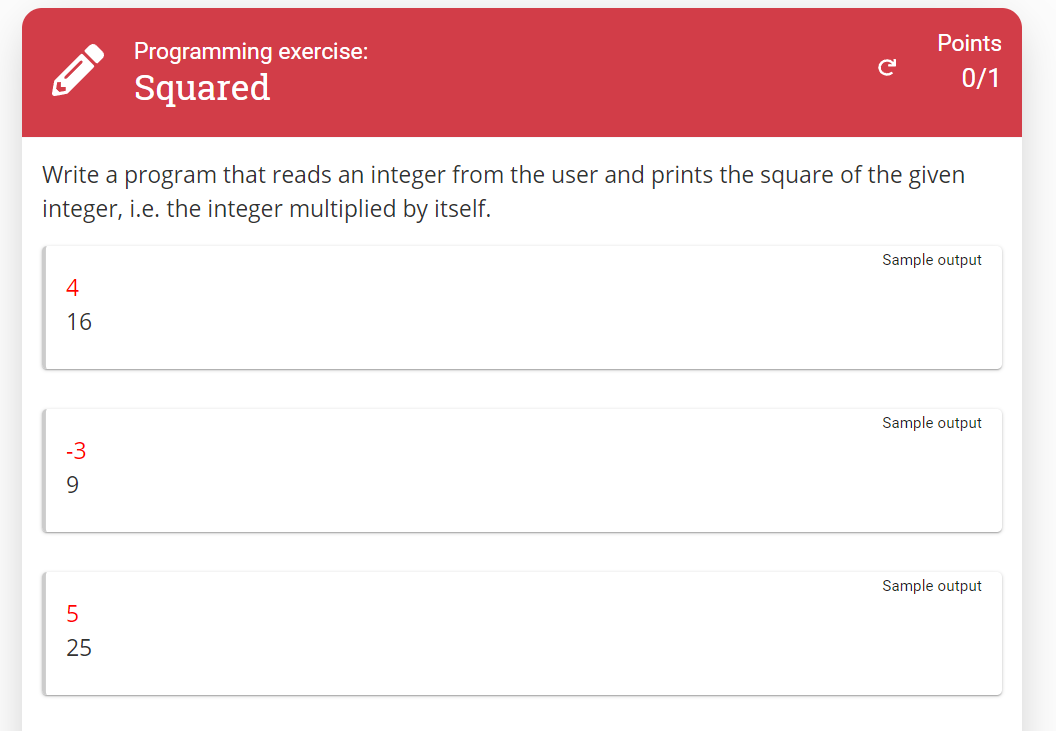 Programming exercise:
Squared
Points
0/1
Write a program that reads an integer from the user and prints the square of the given
integer, i.e. the integer multiplied by itself.
Sample output
4
16
Sample output
-3
9
Sample output
5
25